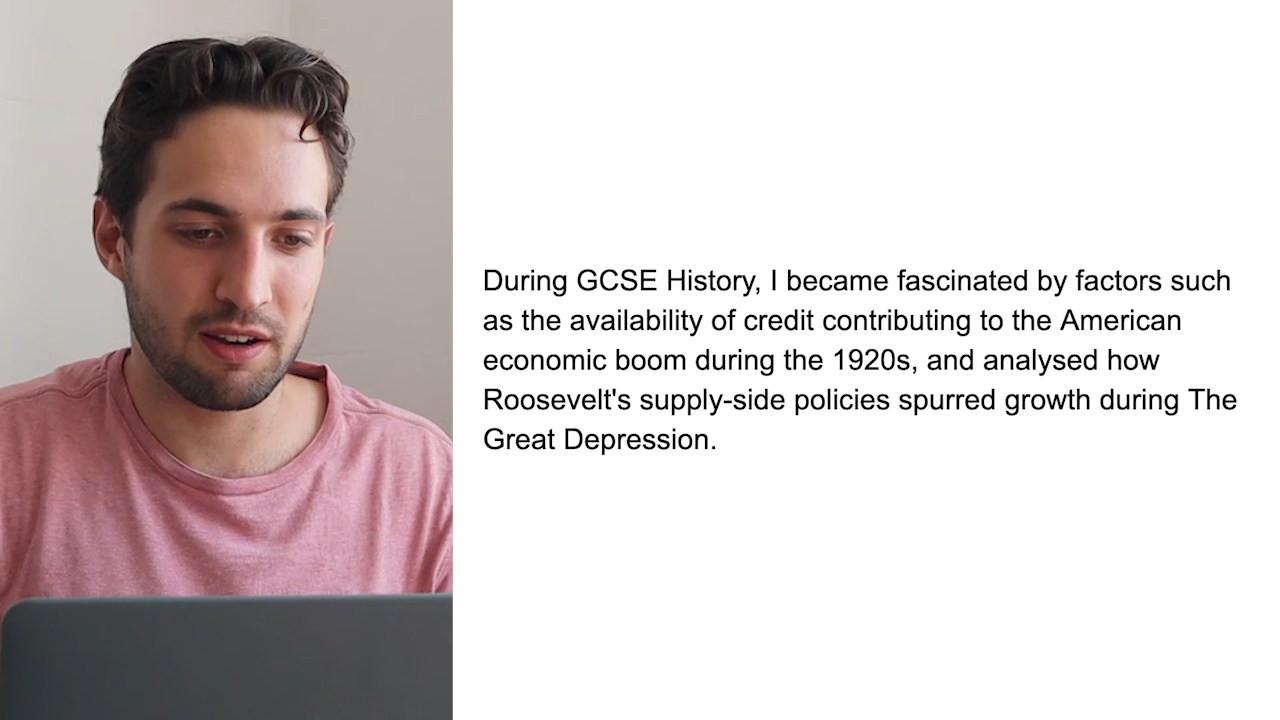 During GCSE History, I became fascinated by factors such
as the availability of credit contributing to the American
economic boom during the 1920s, and analysed how
Roosevelt's supply-side policies spurred growth during The
Great Depression.